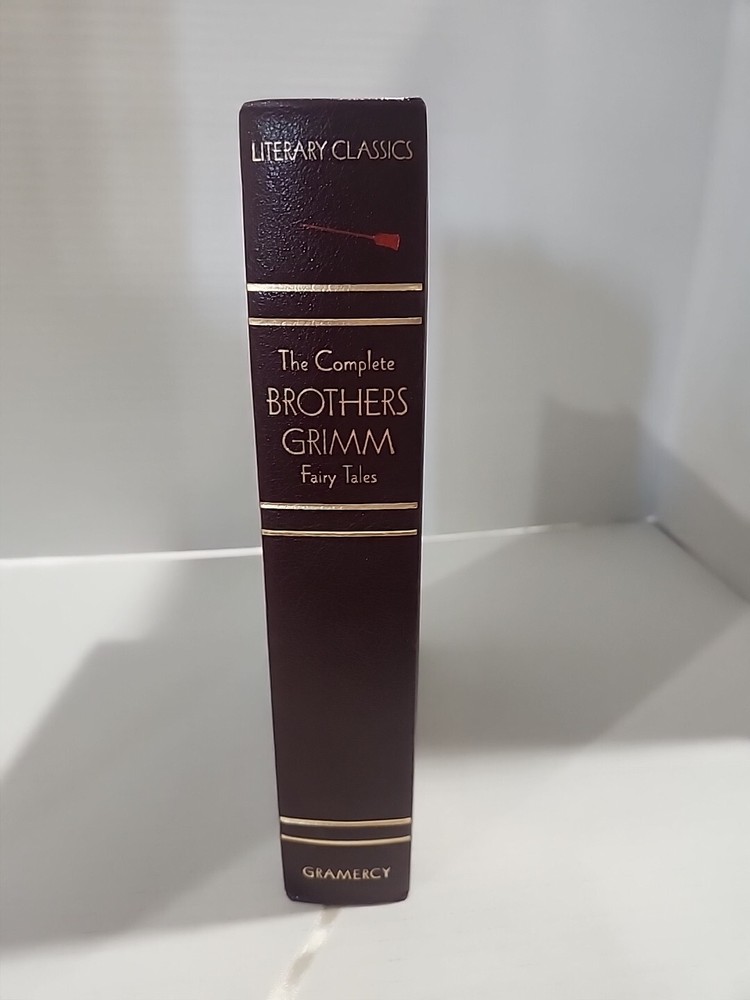 LITERARY CLASSICS
The Complete
BROTHERS
GRIMM
Fairy Tales
GRAMERCY